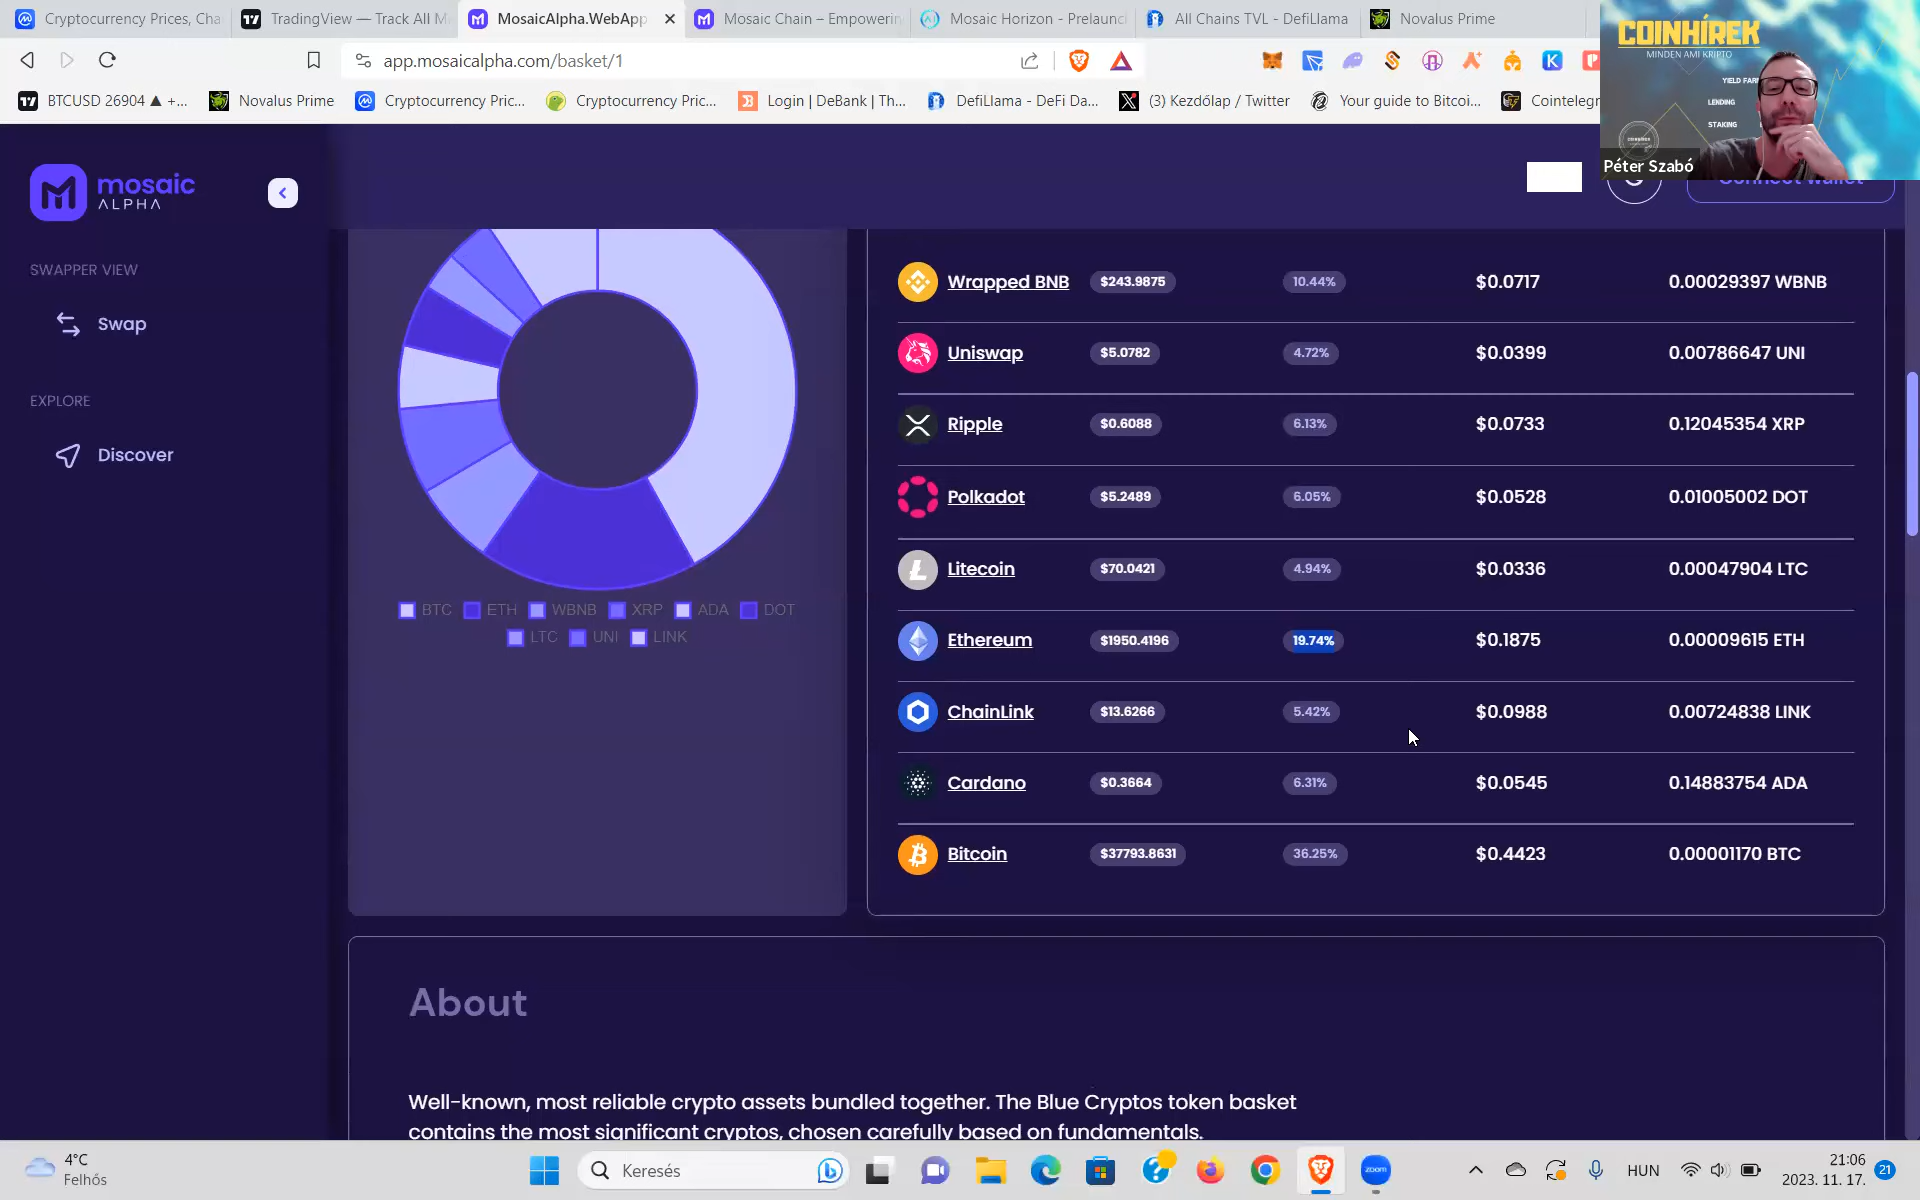 Cryptocurrency Prices, Cha
TradingView — Track All M
MosaicAlpha.WebApp
Mosaic Chain – Empowerin
Mosaic Horizon - Prelaunch
All Chains TVL - DefiLlama
Novalus Prime
app.mosaicalpha.com/basket/1
BTCUSD 26904 ▲ +...
Novalus Prime
Cryptocurrency Pric...
Cryptocurrency Pric...
Login | DeBank | Th...
DefiLlama - DeFi Da...
(3) Kezdőlap / Twitter
Your guide to Bitcoi...
Cointelegr
COINHÍREK
MINDEN AMI KRIPTO
YIELD FAR
LENDING
STAKING
Péter Szabó
mosaic
ALPHA
Connect wallet
SWAPPER VIEW
Swap
EXPLORE
Discover
BTC ETH WBNB XRP ADA DOT
LTC UNI LINK
Wrapped BNB $243.9875 10.44% $0.0717 0.00029397 WBNB
Uniswap $5.0782 4.72% $0.0399 0.00786647 UNI
Ripple $0.6088 6.13% $0.0733 0.12045354 XRP
Polkadot $5.2489 6.05% $0.0528 0.01005002 DOT
Litecoin $70.0421 4.94% $0.0336 0.00047904 LTC
Ethereum $1950.4196 19.74% $0.1875 0.00009615 ETH
ChainLink $13.6266 5.42% $0.0988 0.00724838 LINK
Cardano $0.3664 6.31% $0.0545 0.14883754 ADA
Bitcoin $37793.8631 36.25% $0.4423 0.00001170 BTC
About
Well-known, most reliable crypto assets bundled together. The Blue Cryptos token basket
contains the most significant cryptos, chosen carefully based on fundamentals.
4°C
Felhős
Keresés
zoom
HUN
21:06
2023. 11. 17.
21